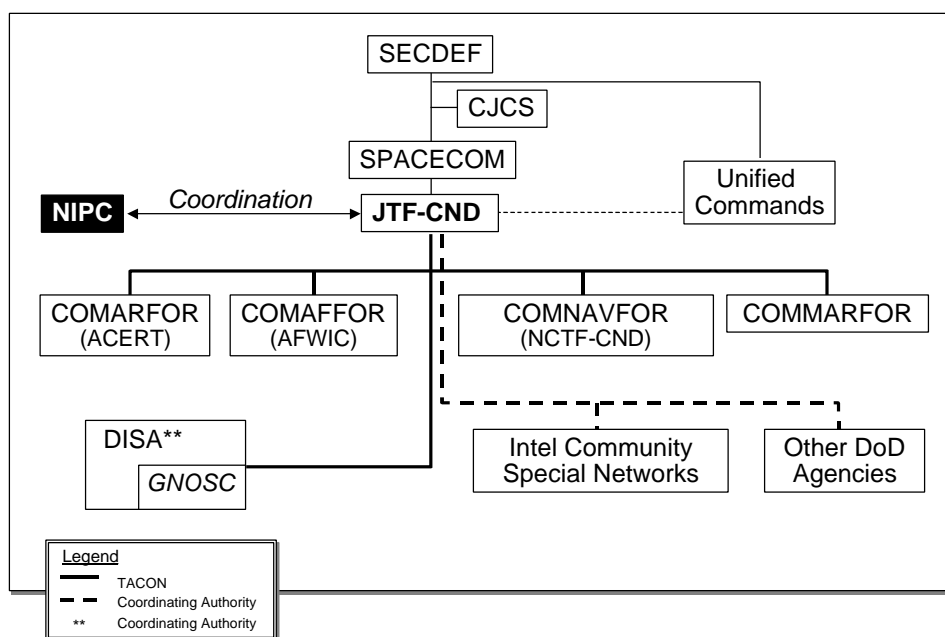 SECDEF
CJCS
SPACECOM
Unified
Commands
NIPC
Coordination
JTF-CND
COMARFOR
(ACERT)
COMAFFOR
(AFWIC)
COMNAVFOR
(NCTF-CND)
COMMARFOR
DISA**
GNOSC
Intel Community
Special Networks
Other DoD
Agencies
Legend
TACON
Coordinating Authority
** Coordinating Authority